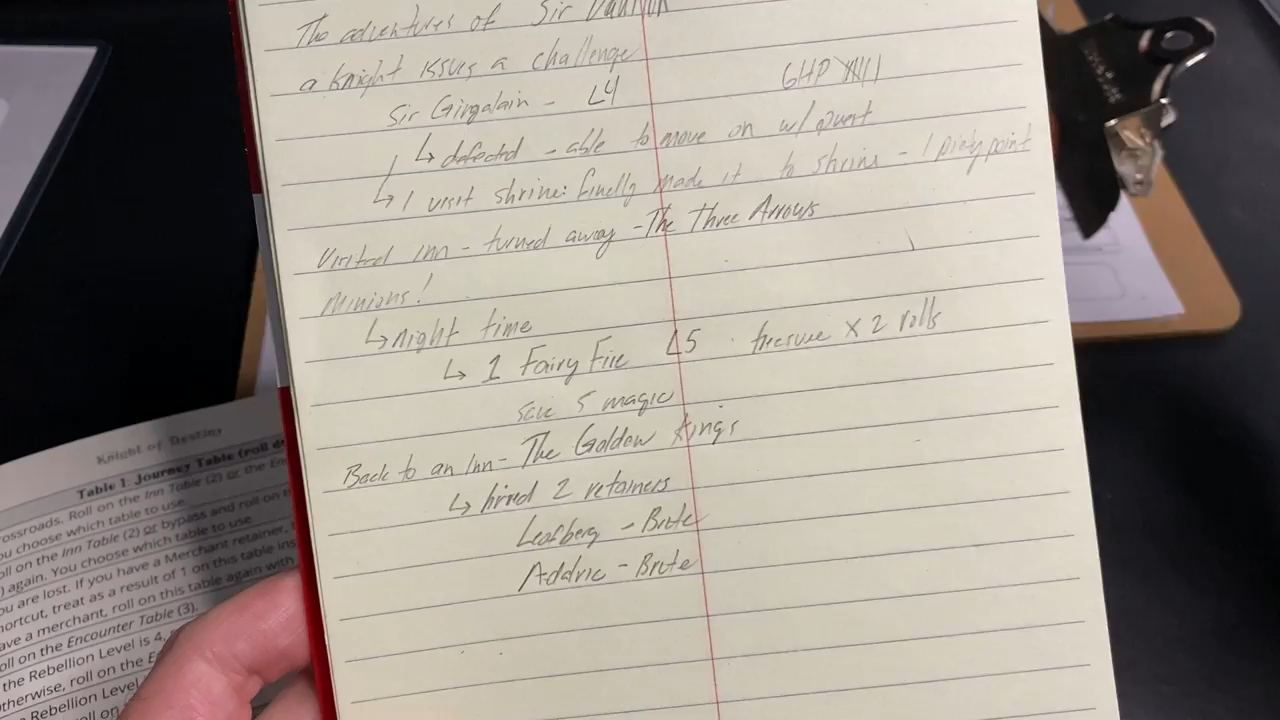 The adventures of Sir
a knight issues a challenge
Sir Gingalain - L4 6HP
↳ defeated - able to move on w/ quest
↳ 1 visit shrine: finally made it to shrine - 1 piety point
Visited inn - turned away - The Three Arrows
Minions!
↳ night time
↳ 1 Fairy Fire L5 tresure x 2 rolls
save 5 magic
Back to an Inn - The Golden Kings
↳ hired 2 retainers
Leofberg - Brute
Addric - Brute
Knight of Destiny
Table 1. Journey Table (roll
ossroads. Roll on the Inn Table (2) or the
ou choose which table to use.
oll on the Inn Table (2) or bypass and roll on
) again. You choose which table to use.
ou are lost. If you have a Merchant retainer,
hortcut, treat as a result of 1 on this table
ave a merchant, roll on this table again with
oll on the Encounter Table (3).
the Rebellion Level is 4,
therwise, roll on the
Rebellion Level
oll on